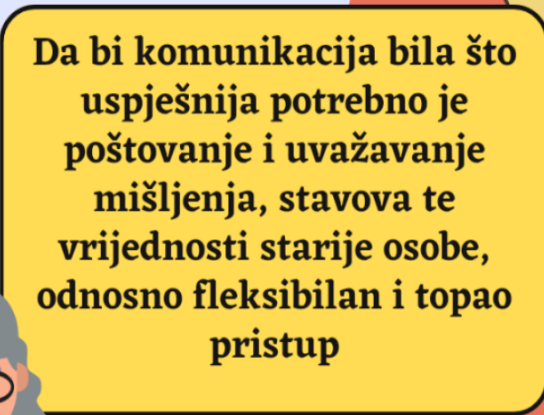 Da bi komunikacija bila što
uspješnija potrebno je
poštovanje i uvažavanje
mišljenja, stavova te
vrijednosti starije osobe,
odnosno fleksibilan i topao
pristup